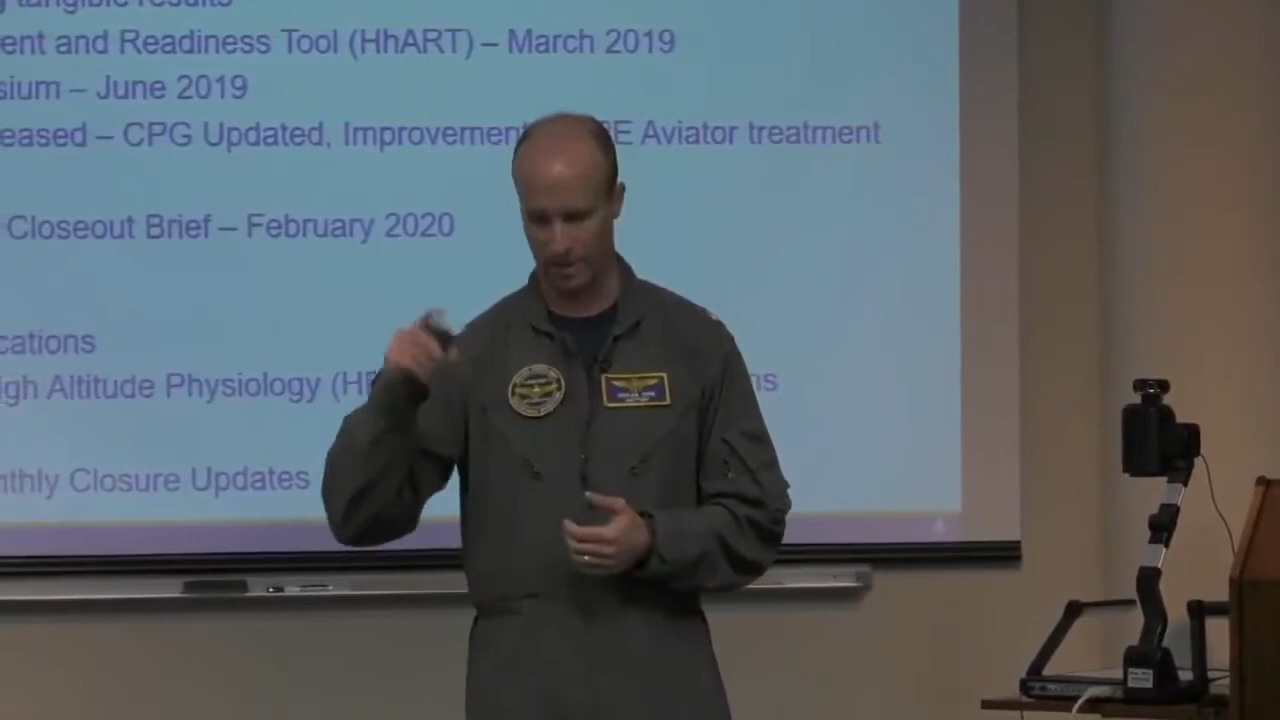 tangible results
ent and Readiness Tool (HhART) – March 2019
sium – June 2019
eased – CPG Updated, Improvement E Aviator treatment
Closeout Brief – February 2020
cations
igh Altitude Physiology (H
nthly Closure Updates